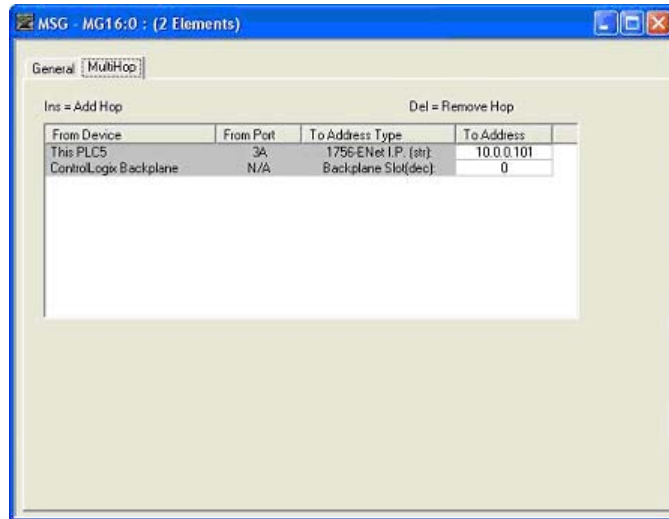 MSG - MG16:0 : (2 Elements)
General MultiHop
Ins = Add Hop Del = Remove Hop
From Device From Port To Address Type To Address
This PLC5 3A 1756-ENet I.P. (str): 10.0.0.101
ControlLogix Backplane N/A Backplane Slot(dec): 0